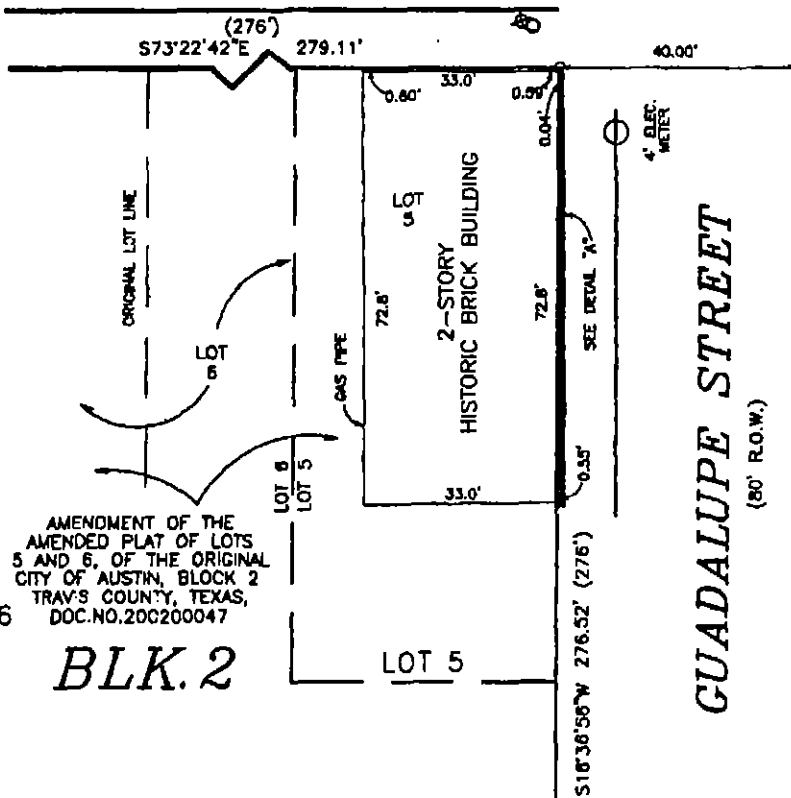 (276')
S73°22'42"E 279.11'
40.00'
33.0'
0.60'
0.59'
0.04'
4' ELEC.
METER
ORIGINAL LOT LINE
LOT
2-STORY
HISTORIC BRICK BUILDING
72.8'
72.8'
SEE DETAIL "A"
GUADALUPE STREET
(80' R.O.W.)
LOT
6
GAS PIPE
LOT 6
LOT 5
33.0'
0.55'
AMENDMENT OF THE
AMENDED PLAT OF LOTS
5 AND 6, OF THE ORIGINAL
CITY OF AUSTIN, BLOCK 2
TRAVIS COUNTY, TEXAS,
6
DOC.NO.200200047
BLK. 2
LOT 5
276.52' (276')